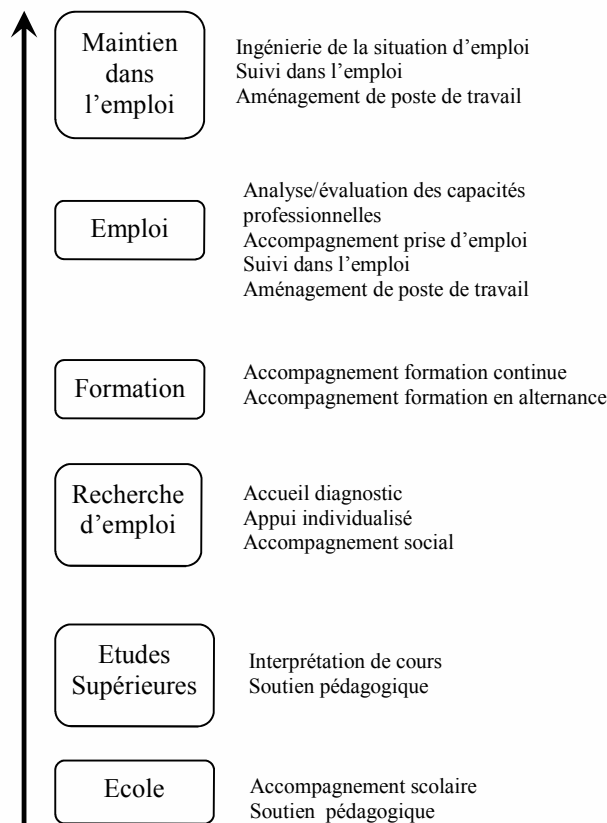 Maintien
dans
l’emploi
Ingénierie de la situation d’emploi
Suivi dans l’emploi
Aménagement de poste de travail
Emploi
Analyse/évaluation des capacités
professionnelles
Accompagnement prise d’emploi
Suivi dans l’emploi
Aménagement de poste de travail
Formation
Accompagnement formation continue
Accompagnement formation en alternance
Recherche
d’emploi
Accueil diagnostic
Appui individualisé
Accompagnement social
Etudes
Supérieures
Interprétation de cours
Soutien pédagogique
Ecole
Accompagnement scolaire
Soutien pédagogique